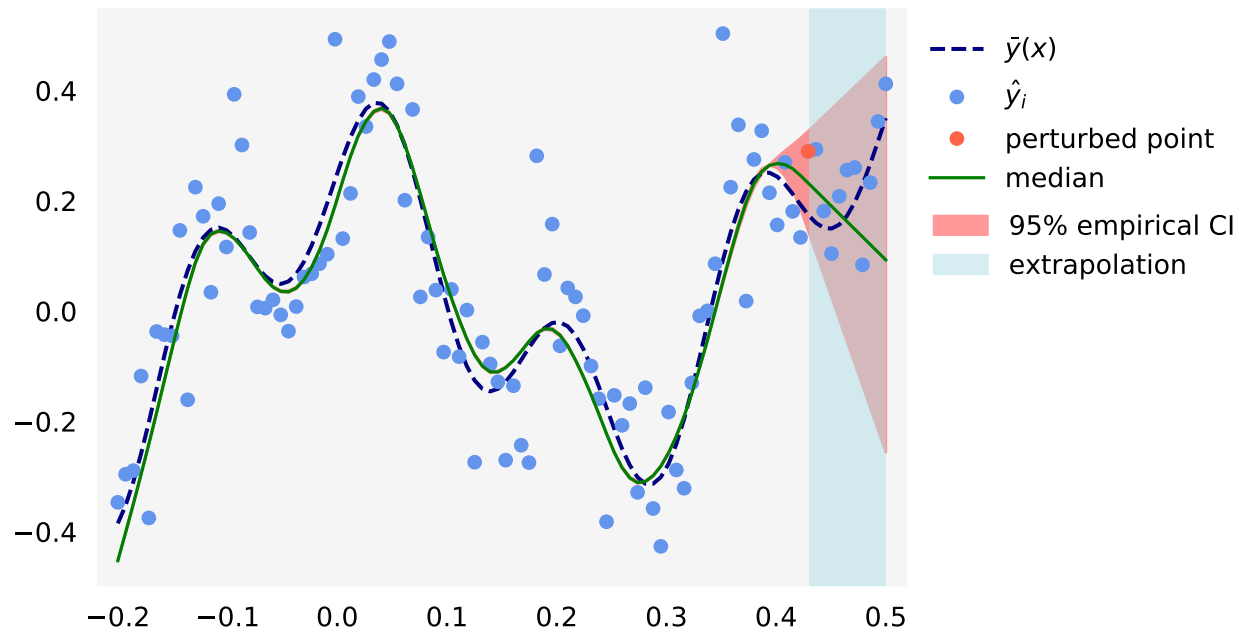 0.4
0.2
0.0
−0.2
−0.4
−0.2
−0.1
0.0
0.1
0.2
0.3
0.4
0.5
ȳ(x)
ŷᵢ
perturbed point
median
95% empirical CI
extrapolation